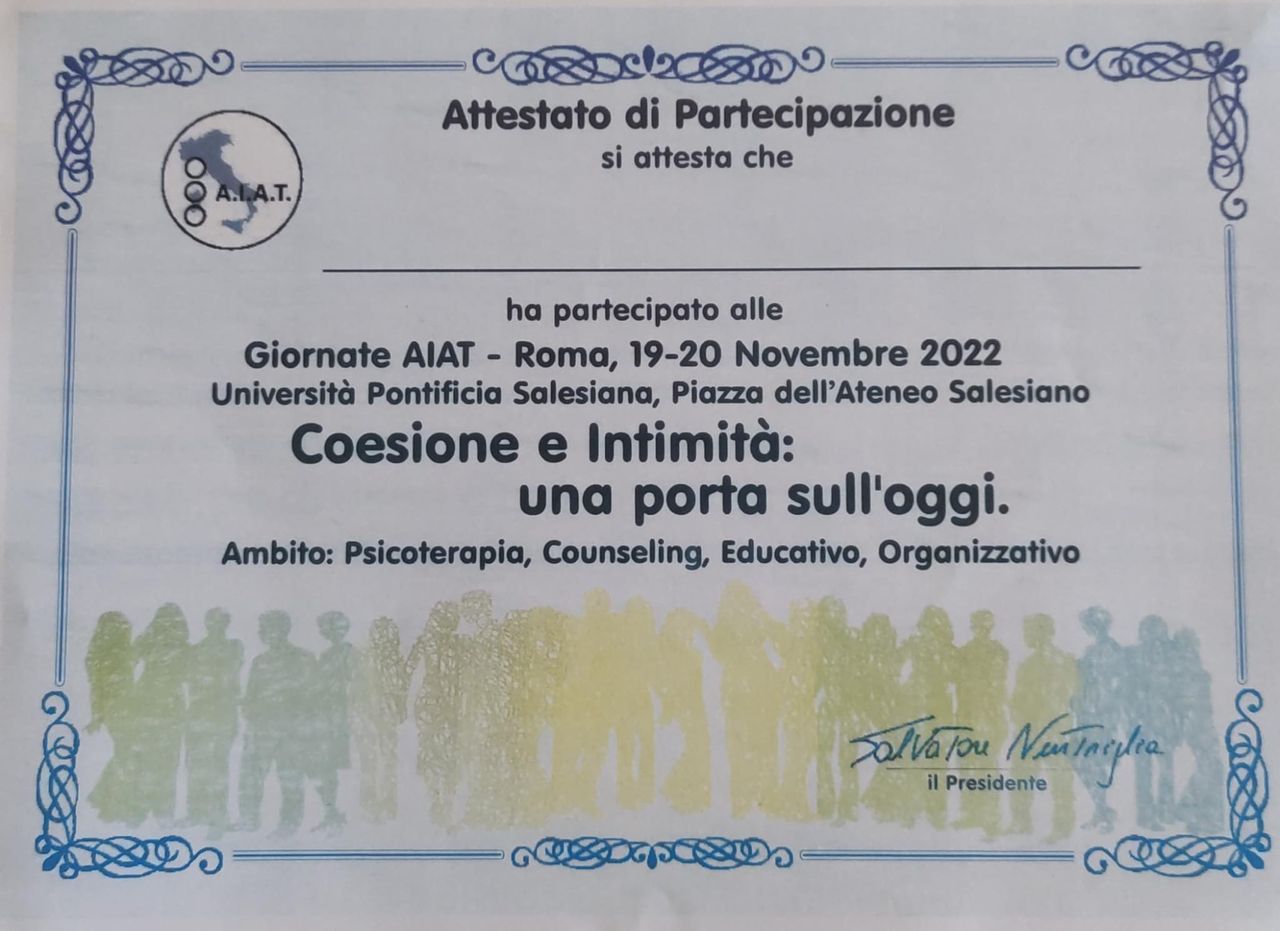 Attestato di Partecipazione
si attesta che
A.I.A.T.
ha partecipato alle
Giornate AIAT - Roma, 19-20 Novembre 2022
Università Pontificia Salesiana, Piazza dell'Ateneo Salesiano
Coesione e Intimità:
una porta sull'oggi.
Ambito: Psicoterapia, Counseling, Educativo, Organizzativo
Salvatore
il Presidente